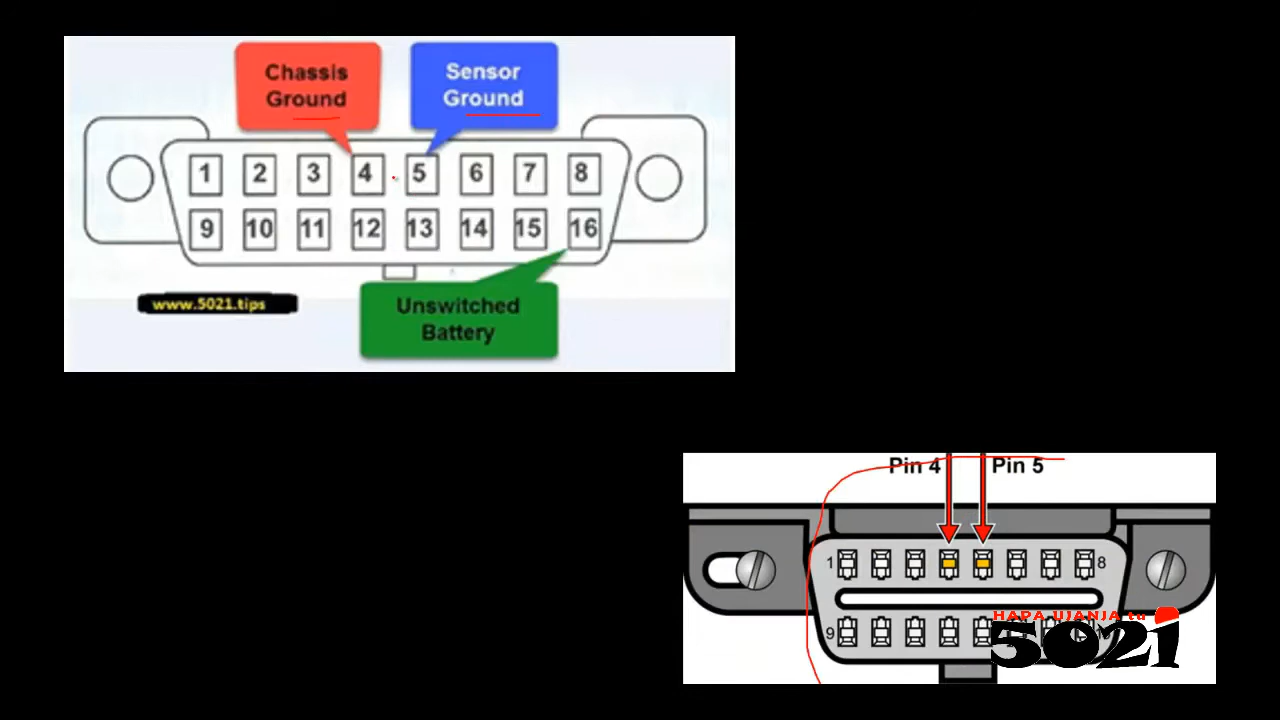 Chassis
Ground
Sensor
Ground
1 2 3 4 5 6 7 8
9 10 11 12 13 14 15 16
www.5021.tips
Unswitched
Battery
Pin 4 Pin 5
1 8
9
HAPA UJANJA tu
5021